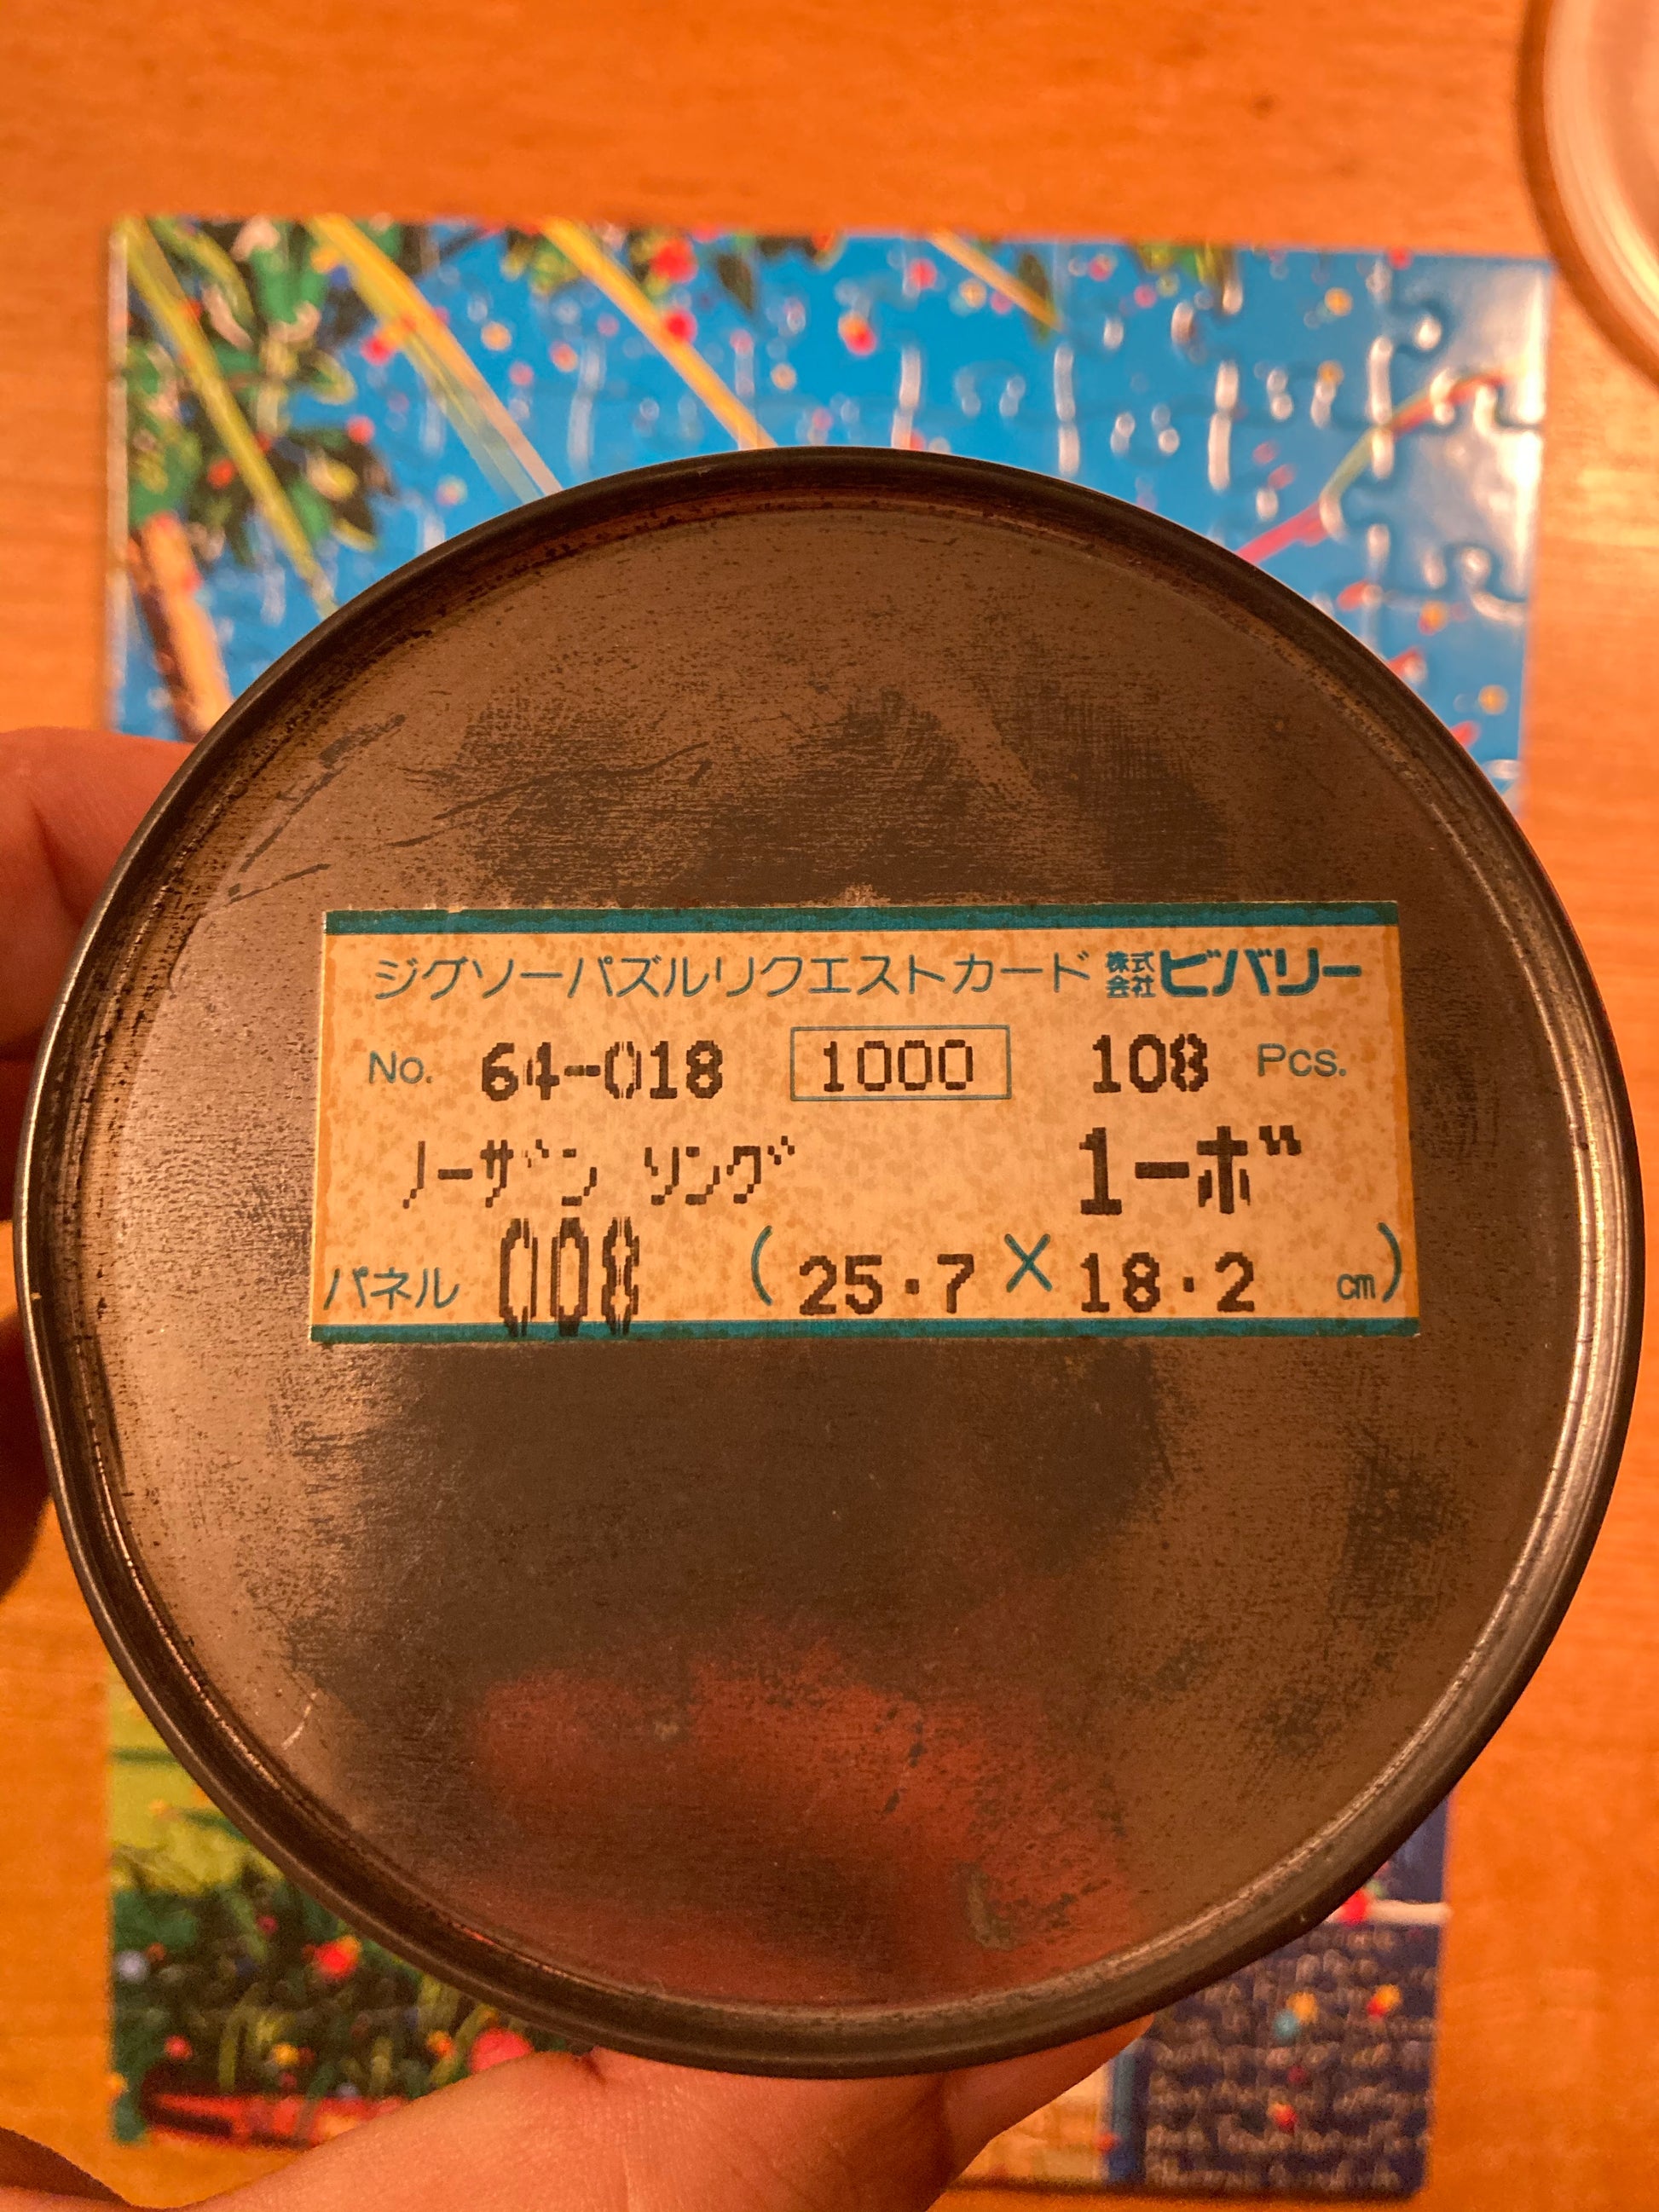 ジグソーパズルリクエストカード 株式会社ビバリー
No. 64-018 1000 108 Pcs.
ノーザン ソング 1-ボ
パネル 008 (25.7×18.2 cm)